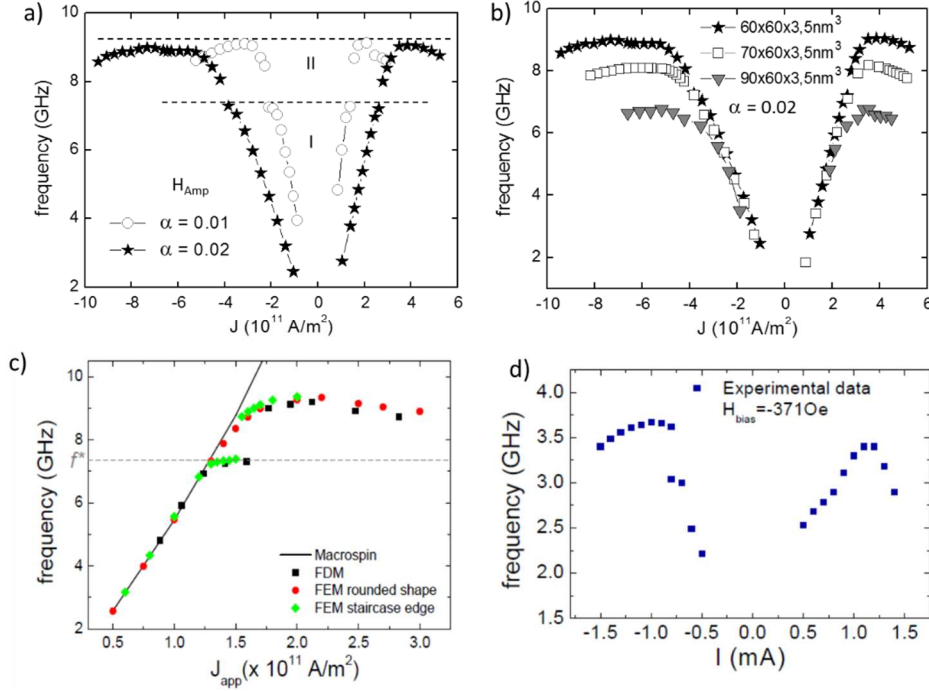 a)
frequency (GHz)
10
8
6
4
2
II
I
H_Amp
α = 0.01
α = 0.02
-10 -8 -6 -4 -2 0 2 4 6
J (10^11 A/m^2)
b)
frequency (GHz)
10
8
6
4
2
60x60x3,5nm^3
70x60x3,5nm^3
90x60x3,5nm^3
α = 0.02
-10 -8 -6 -4 -2 0 2 4 6
J (10^11 A/m^2)
c)
frequency (GHz)
10
8
f*
6
4
2
Macrospin
FDM
FEM rounded shape
FEM staircase edge
0.5 1.0 1.5 2.0 2.5 3.0
J_app(x 10^11 A/m^2)
d)
frequency (GHz)
4.0
3.5
3.0
2.5
2.0
1.5
Experimental data
H_bias=-371Oe
-1.5 -1.0 -0.5 0.0 0.5 1.0 1.5
I (mA)